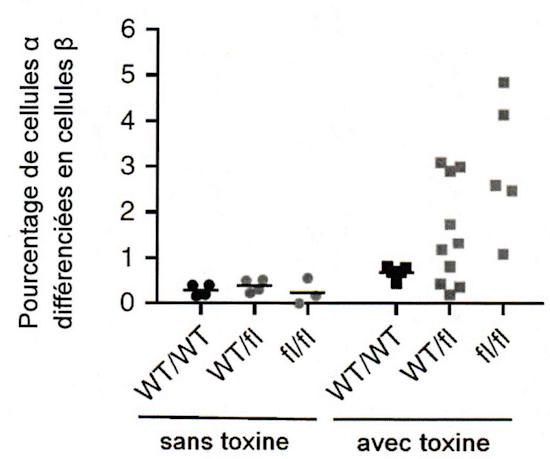 Pourcentage de cellules α
différenciées en cellules β
6
5
4
3
2
1
0
WT/WT
WT/fl
fl/fl
WT/WT
WT/fl
fl/fl
sans toxine
avec toxine